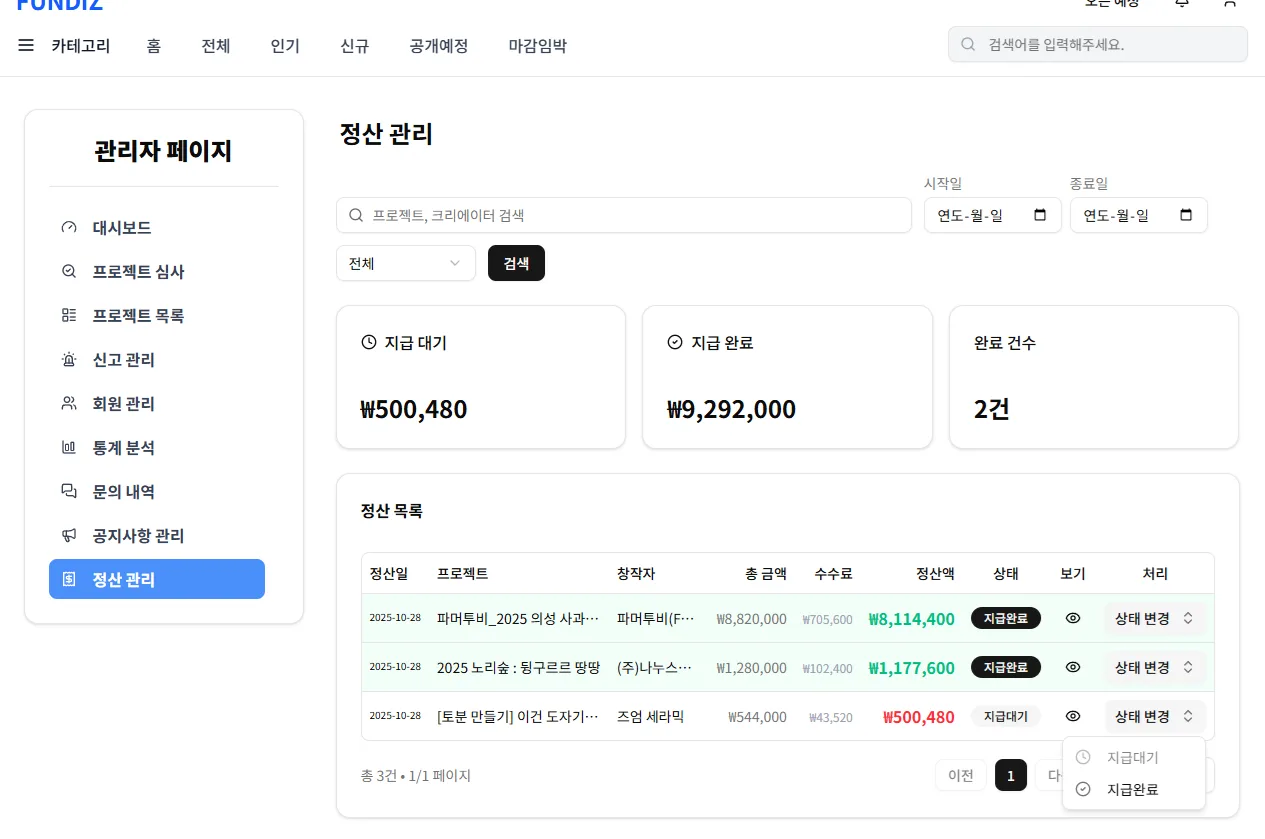 FUNDIZ
오픈 예정
카테고리 홈 전체 인기 신규 공개예정 마감임박 검색어를 입력해주세요.
관리자 페이지
대시보드
프로젝트 심사
프로젝트 목록
신고 관리
회원 관리
통계 분석
문의 내역
공지사항 관리
정산 관리
정산 관리
시작일 종료일
프로젝트, 크리에이터 검색 연도-월-일 연도-월-일
전체 검색
지급 대기 지급 완료 완료 건수
₩500,480 ₩9,292,000 2건
정산 목록
정산일 프로젝트 창작자 총 금액 수수료 정산액 상태 보기 처리
2025-10-28 파머투비_2025 의성 사과… 파머투비(F… ₩8,820,000 ₩705,600 ₩8,114,400 지급완료 상태 변경
2025-10-28 2025 노리숲 : 뒹구르르 땅땅 (주)나누스… ₩1,280,000 ₩102,400 ₩1,177,600 지급완료 상태 변경
2025-10-28 [토분 만들기] 이건 도자기… 즈엄 세라믹 ₩544,000 ₩43,520 ₩500,480 지급대기 상태 변경
총 3건 • 1/1 페이지 이전 1 다
지급대기
지급완료